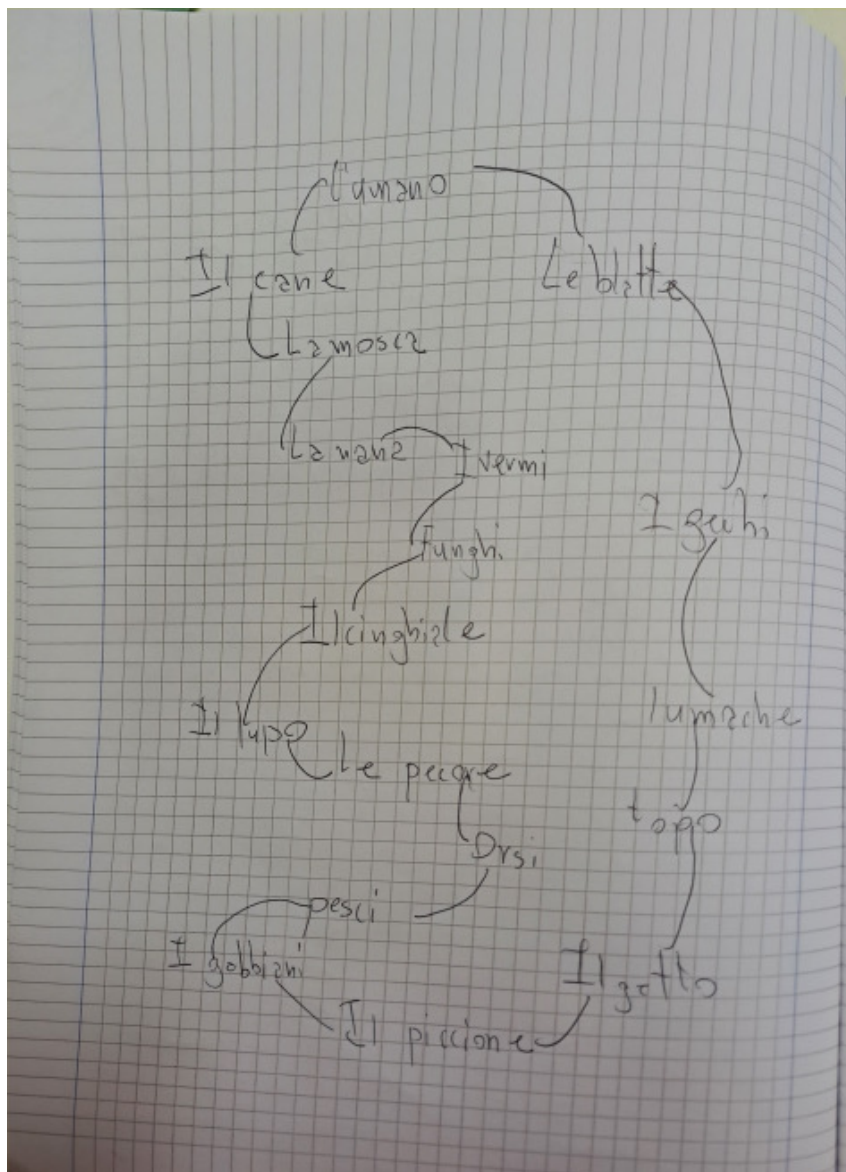 l'umano
Il cane
Le blatte
La mosca
La rana
I vermi
Funghi
I gechi
Il cinghiale
Il lupo
lumache
Le pecore
topo
Orsi
pesci
I gabbiani
Il gatto
Il piccione